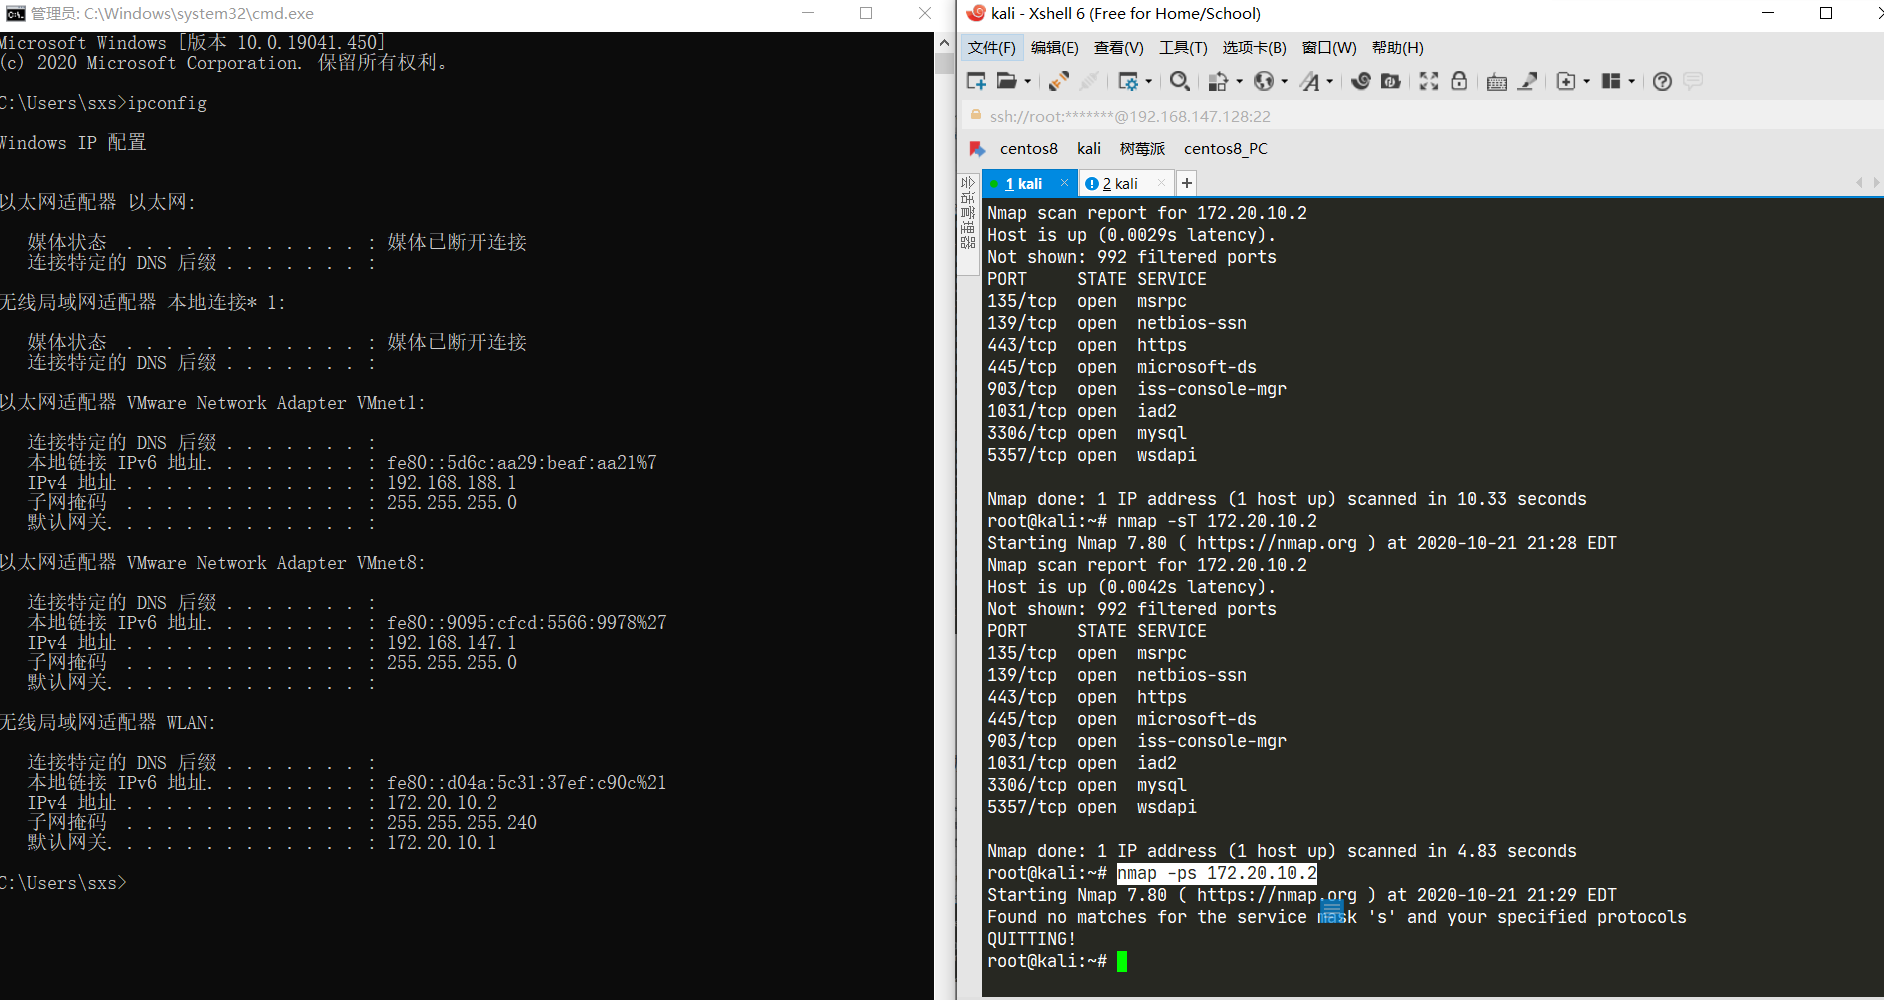 管理员: C:\Windows\system32\cmd.exe
Microsoft Windows [版本 10.0.19041.450]
(c) 2020 Microsoft Corporation. 保留所有权利。
C:\Users\sxs>ipconfig
Windows IP 配置
以太网适配器 以太网:
媒体状态 . . . . . . . . . . . . : 媒体已断开连接
连接特定的 DNS 后缀 . . . . . . . :
无线局域网适配器 本地连接* 1:
媒体状态 . . . . . . . . . . . . : 媒体已断开连接
连接特定的 DNS 后缀 . . . . . . . :
以太网适配器 VMware Network Adapter VMnet1:
连接特定的 DNS 后缀 . . . . . . . :
本地链接 IPv6 地址. . . . . . . . : fe80::5d6c:aa29:beaf:aa21%7
IPv4 地址 . . . . . . . . . . . . : 192.168.188.1
子网掩码 . . . . . . . . . . . . : 255.255.255.0
默认网关. . . . . . . . . . . . . :
以太网适配器 VMware Network Adapter VMnet8:
连接特定的 DNS 后缀 . . . . . . . :
本地链接 IPv6 地址. . . . . . . . : fe80::9095:cfcd:5566:9978%27
IPv4 地址 . . . . . . . . . . . . : 192.168.147.1
子网掩码 . . . . . . . . . . . . : 255.255.255.0
默认网关. . . . . . . . . . . . . :
无线局域网适配器 WLAN:
连接特定的 DNS 后缀 . . . . . . . :
本地链接 IPv6 地址. . . . . . . . : fe80::d04a:5c31:37ef:c90c%21
IPv4 地址 . . . . . . . . . . . . : 172.20.10.2
子网掩码 . . . . . . . . . . . . : 255.255.255.240
默认网关. . . . . . . . . . . . . : 172.20.10.1
C:\Users\sxs>
kali - Xshell 6 (Free for Home/School)
文件(F) 编辑(E) 查看(V) 工具(T) 选项卡(B) 窗口(W) 帮助(H)
ssh://root:*******@192.168.147.128:22
centos8 kali 树莓派 centos8_PC
会话管理器
1 kali 2 kali
Nmap scan report for 172.20.10.2
Host is up (0.0029s latency).
Not shown: 992 filtered ports
PORT STATE SERVICE
135/tcp open msrpc
139/tcp open netbios-ssn
443/tcp open https
445/tcp open microsoft-ds
903/tcp open iss-console-mgr
1031/tcp open iad2
3306/tcp open mysql
5357/tcp open wsdapi
Nmap done: 1 IP address (1 host up) scanned in 10.33 seconds
root@kali:~# nmap -sT 172.20.10.2
Starting Nmap 7.80 ( https://nmap.org ) at 2020-10-21 21:28 EDT
Nmap scan report for 172.20.10.2
Host is up (0.0042s latency).
Not shown: 992 filtered ports
PORT STATE SERVICE
135/tcp open msrpc
139/tcp open netbios-ssn
443/tcp open https
445/tcp open microsoft-ds
903/tcp open iss-console-mgr
1031/tcp open iad2
3306/tcp open mysql
5357/tcp open wsdapi
Nmap done: 1 IP address (1 host up) scanned in 4.83 seconds
root@kali:~# nmap -ps 172.20.10.2
Starting Nmap 7.80 ( https://nmap.org ) at 2020-10-21 21:29 EDT
Found no matches for the service mask 's' and your specified protocols
QUITTING!
root@kali:~#